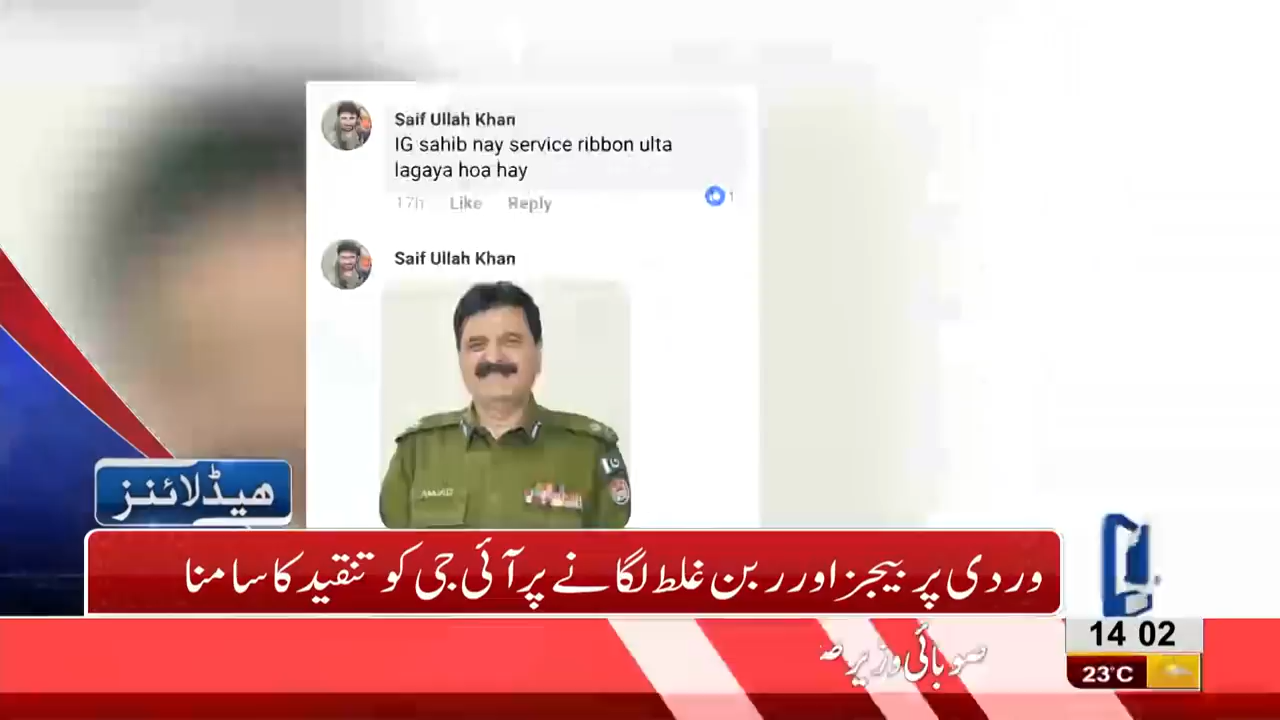 Saif Ullah Khan
IG sahib nay service ribbon ulta
lagaya hoa hay
17h Like Reply
1
Saif Ullah Khan
ھیڈلائنز
وردی پر بیجز اور ربن غلط لگانے پر آئی جی کو تنقید کا سامنا
صوبائی وزیر
14 02
23°C